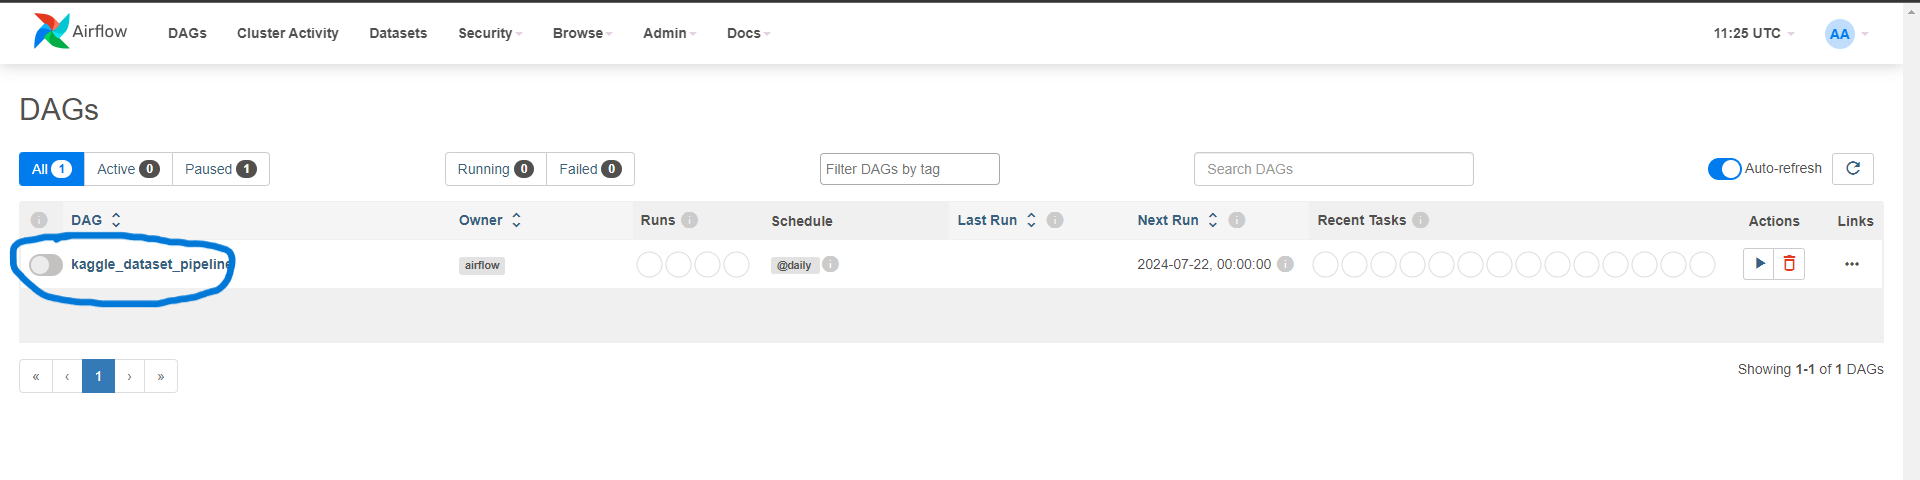 Airflow DAGs Cluster Activity Datasets Security Browse Admin Docs 11:25 UTC AA
DAGs
All 1 Active 0 Paused 1 Running 0 Failed 0 Filter DAGs by tag Search DAGs Auto-refresh
i DAG Owner Runs i Schedule Last Run i Next Run i Recent Tasks i Actions Links
kaggle_dataset_pipeline airflow @daily i 2024-07-22, 00:00:00 i ...
« ‹ 1 › » Showing 1-1 of 1 DAGs